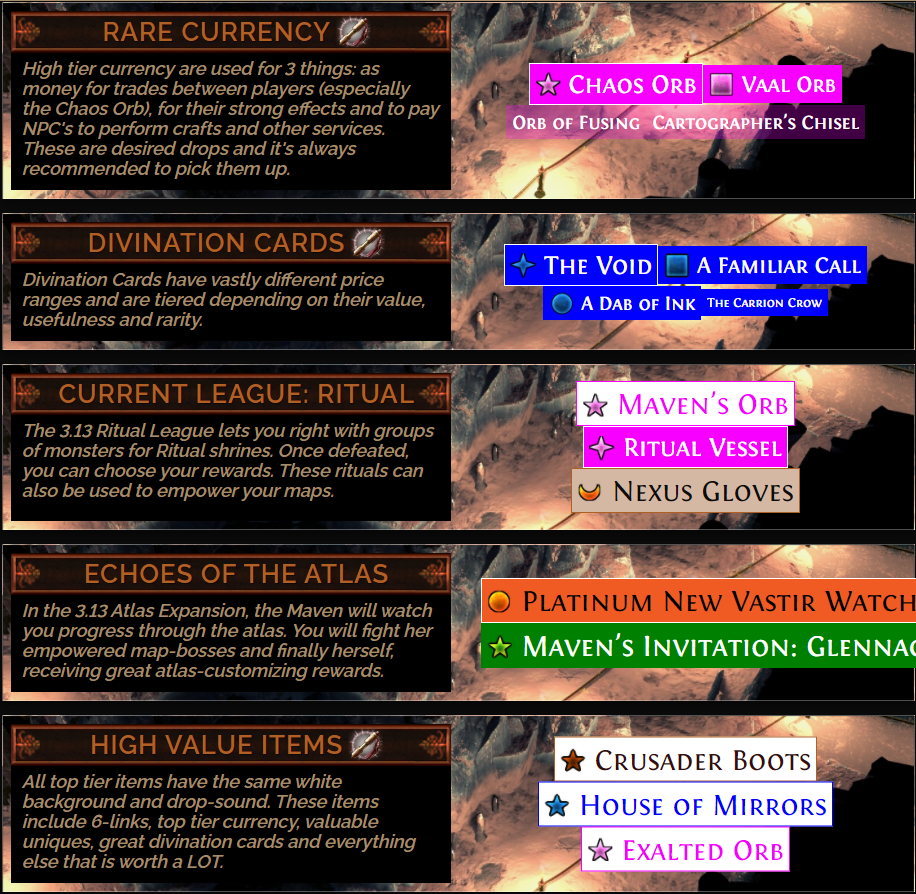 RARE CURRENCY
High tier currency are used for 3 things: as
money for trades between players (especially
the Chaos Orb), for their strong effects and to pay
NPC's to perform crafts and other services.
These are desired drops and it's always
recommended to pick them up.
CHAOS ORB
VAAL ORB
ORB OF FUSING
CARTOGRAPHER'S CHISEL
DIVINATION CARDS
Divination Cards have vastly different price
ranges and are tiered depending on their value,
usefulness and rarity.
THE VOID
A FAMILIAR CALL
A DAB OF INK
THE CARRION CROW
CURRENT LEAGUE: RITUAL
The 3.13 Ritual League lets you right with groups
of monsters for Ritual shrines. Once defeated,
you can choose your rewards. These rituals can
also be used to empower your maps.
MAVEN'S ORB
RITUAL VESSEL
NEXUS GLOVES
ECHOES OF THE ATLAS
In the 3.13 Atlas Expansion, the Maven will watch
you progress through the atlas. You will fight her
empowered map-bosses and finally herself,
receiving great atlas-customizing rewards.
PLATINUM NEW VASTIR WATCH
MAVEN'S INVITATION: GLENNAC
HIGH VALUE ITEMS
All top tier items have the same white
background and drop-sound. These items
include 6-links, top tier currency, valuable
uniques, great divination cards and everything
else that is worth a LOT.
CRUSADER BOOTS
HOUSE OF MIRRORS
EXALTED ORB